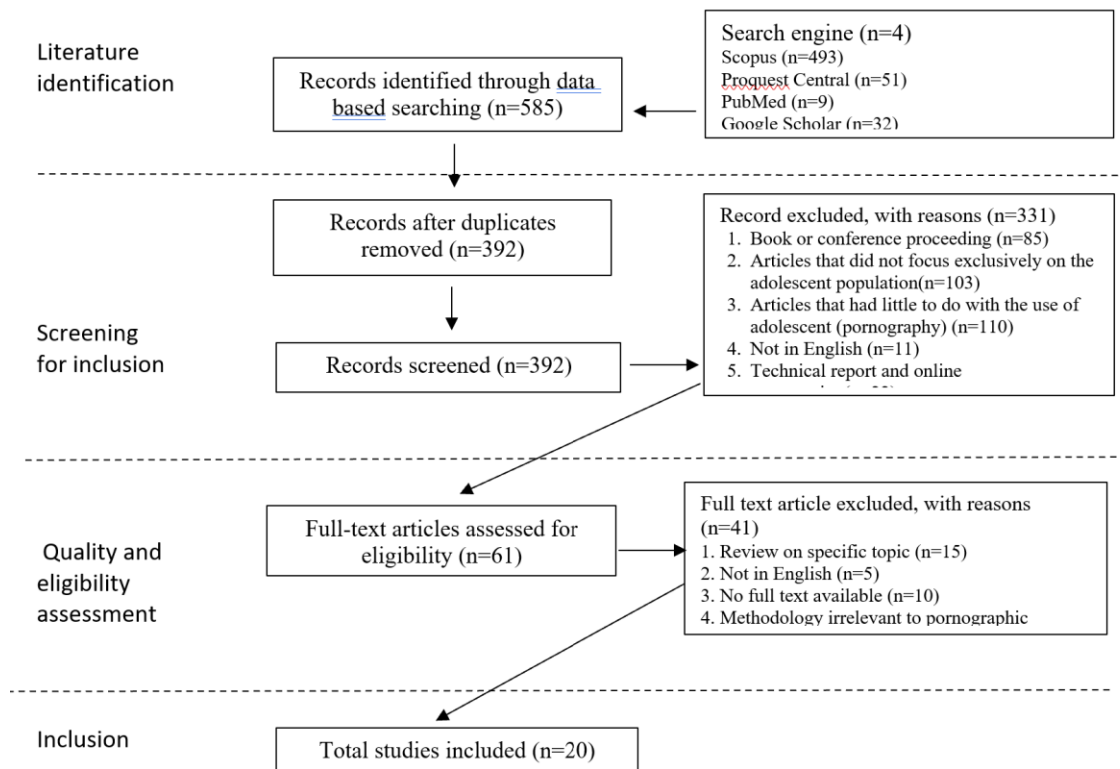 Literature
identification
Records identified through data
based searching (n=585)
Search engine (n=4)
Scopus (n=493)
Proquest Central (n=51)
PubMed (n=9)
Google Scholar (n=32)
Records after duplicates
removed (n=392)
Screening
for inclusion
Records screened (n=392)
Record excluded, with reasons (n=331)
1. Book or conference proceeding (n=85)
2. Articles that did not focus exclusively on the
adolescent population(n=103)
3. Articles that had little to do with the use of
adolescent (pornography) (n=110)
4. Not in English (n=11)
5. Technical report and online
Quality and
eligibility
assessment
Full-text articles assessed for
eligibility (n=61)
Full text article excluded, with reasons
(n=41)
1. Review on specific topic (n=15)
2. Not in English (n=5)
3. No full text available (n=10)
4. Methodology irrelevant to pornographic
Inclusion
Total studies included (n=20)